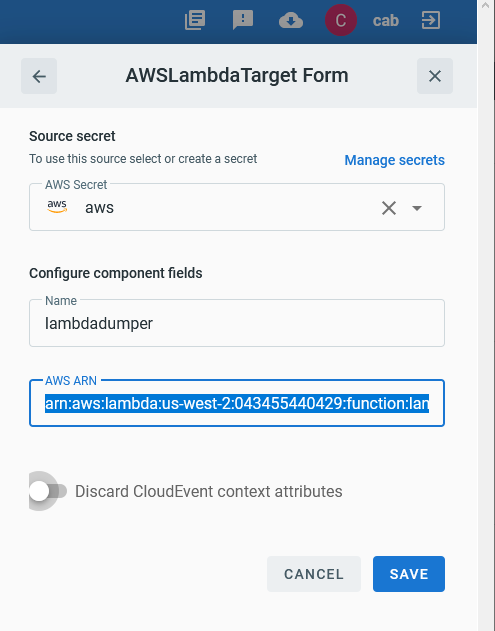 C cab
AWSLambdaTarget Form
Source secret
To use this source select or create a secret
Manage secrets
AWS Secret
aws aws
Configure component fields
Name
lambdadumper
AWS ARN
arn:aws:lambda:us-west-2:043455440429:function:lan
Discard CloudEvent context attributes
CANCEL SAVE